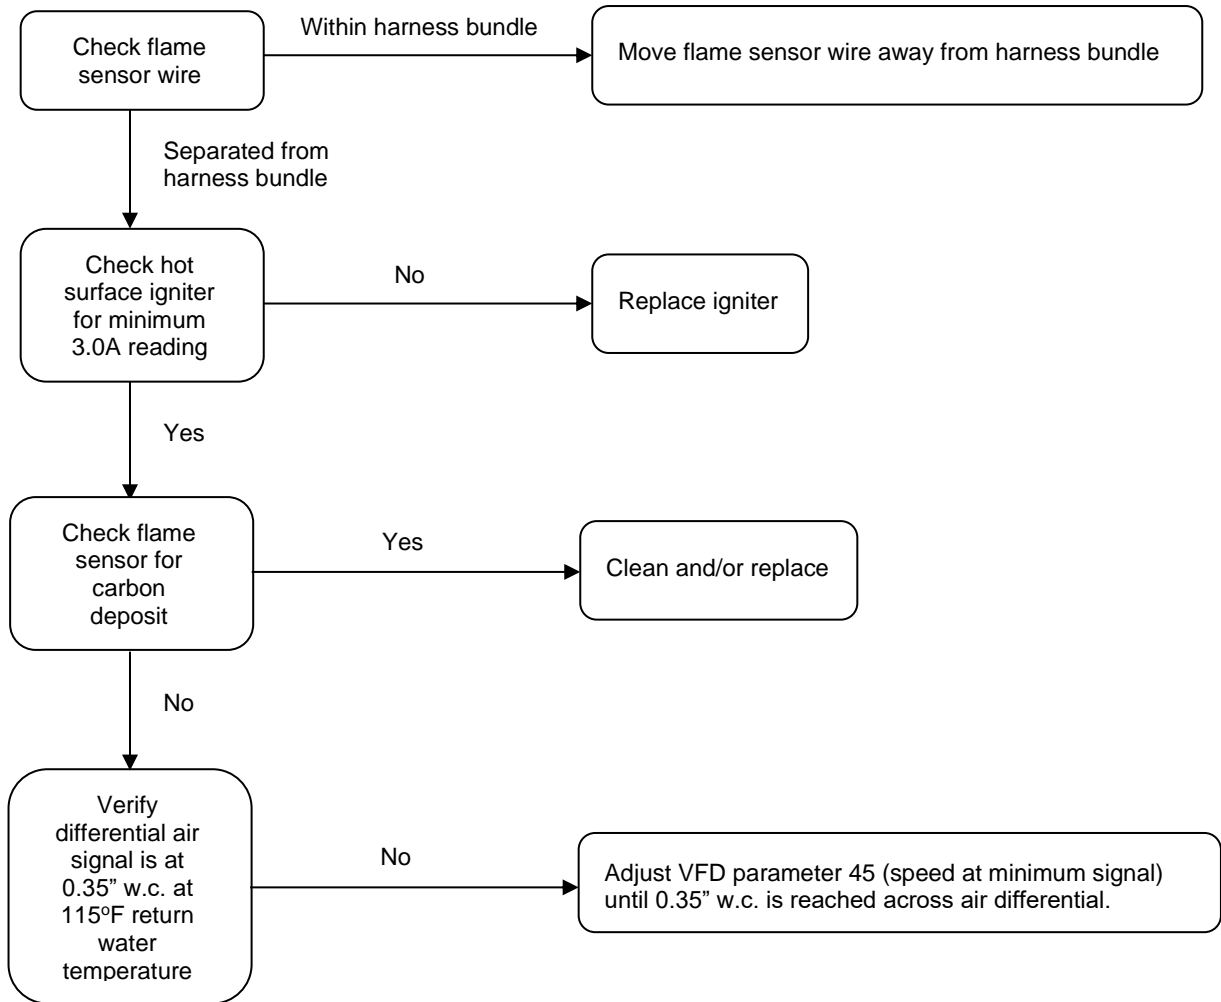 Check flame
sensor wire
Within harness bundle
Move flame sensor wire away from harness bundle
Separated from
harness bundle
Check hot
surface igniter
for minimum
3.0A reading
No
Replace igniter
Yes
Check flame
sensor for
carbon
deposit
Yes
Clean and/or replace
No
Verify
differential air
signal is at
0.35” w.c. at
115ºF return
water
temperature
No
Adjust VFD parameter 45 (speed at minimum signal)
until 0.35” w.c. is reached across air differential.